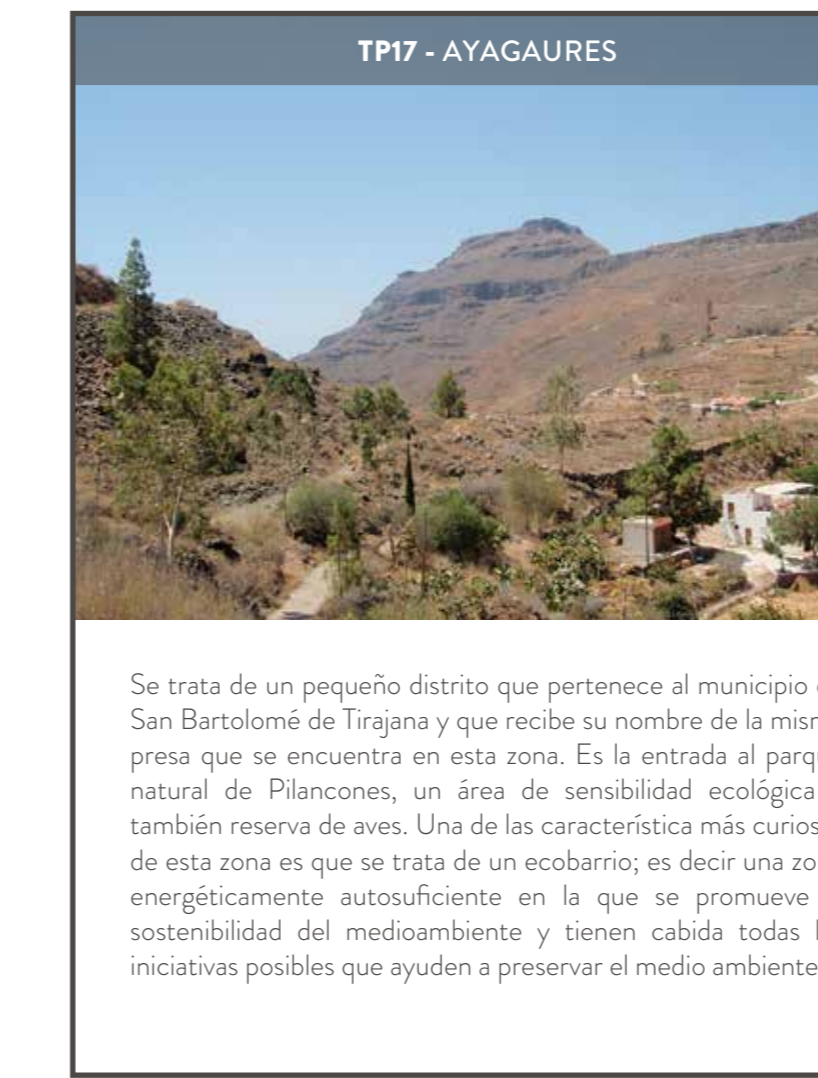 TP17 - AYAGAURES
Se trata de un pequeño distrito que pertenece al municipio
San Bartolomé de Tirajana y que recibe su nombre de la
presa que se encuentra en esta zona. Es la entrada al
natural de Pilancones, un área de sensibilidad ecológica
también reserva de aves. Una de las característica más
de esta zona es que se trata de un ecobarrio; es decir una
energéticamente autosuficiente en la que se promueve
sostenibilidad del medioambiente y tienen cabida todas
iniciativas posibles que ayuden a preservar el medio ambiente